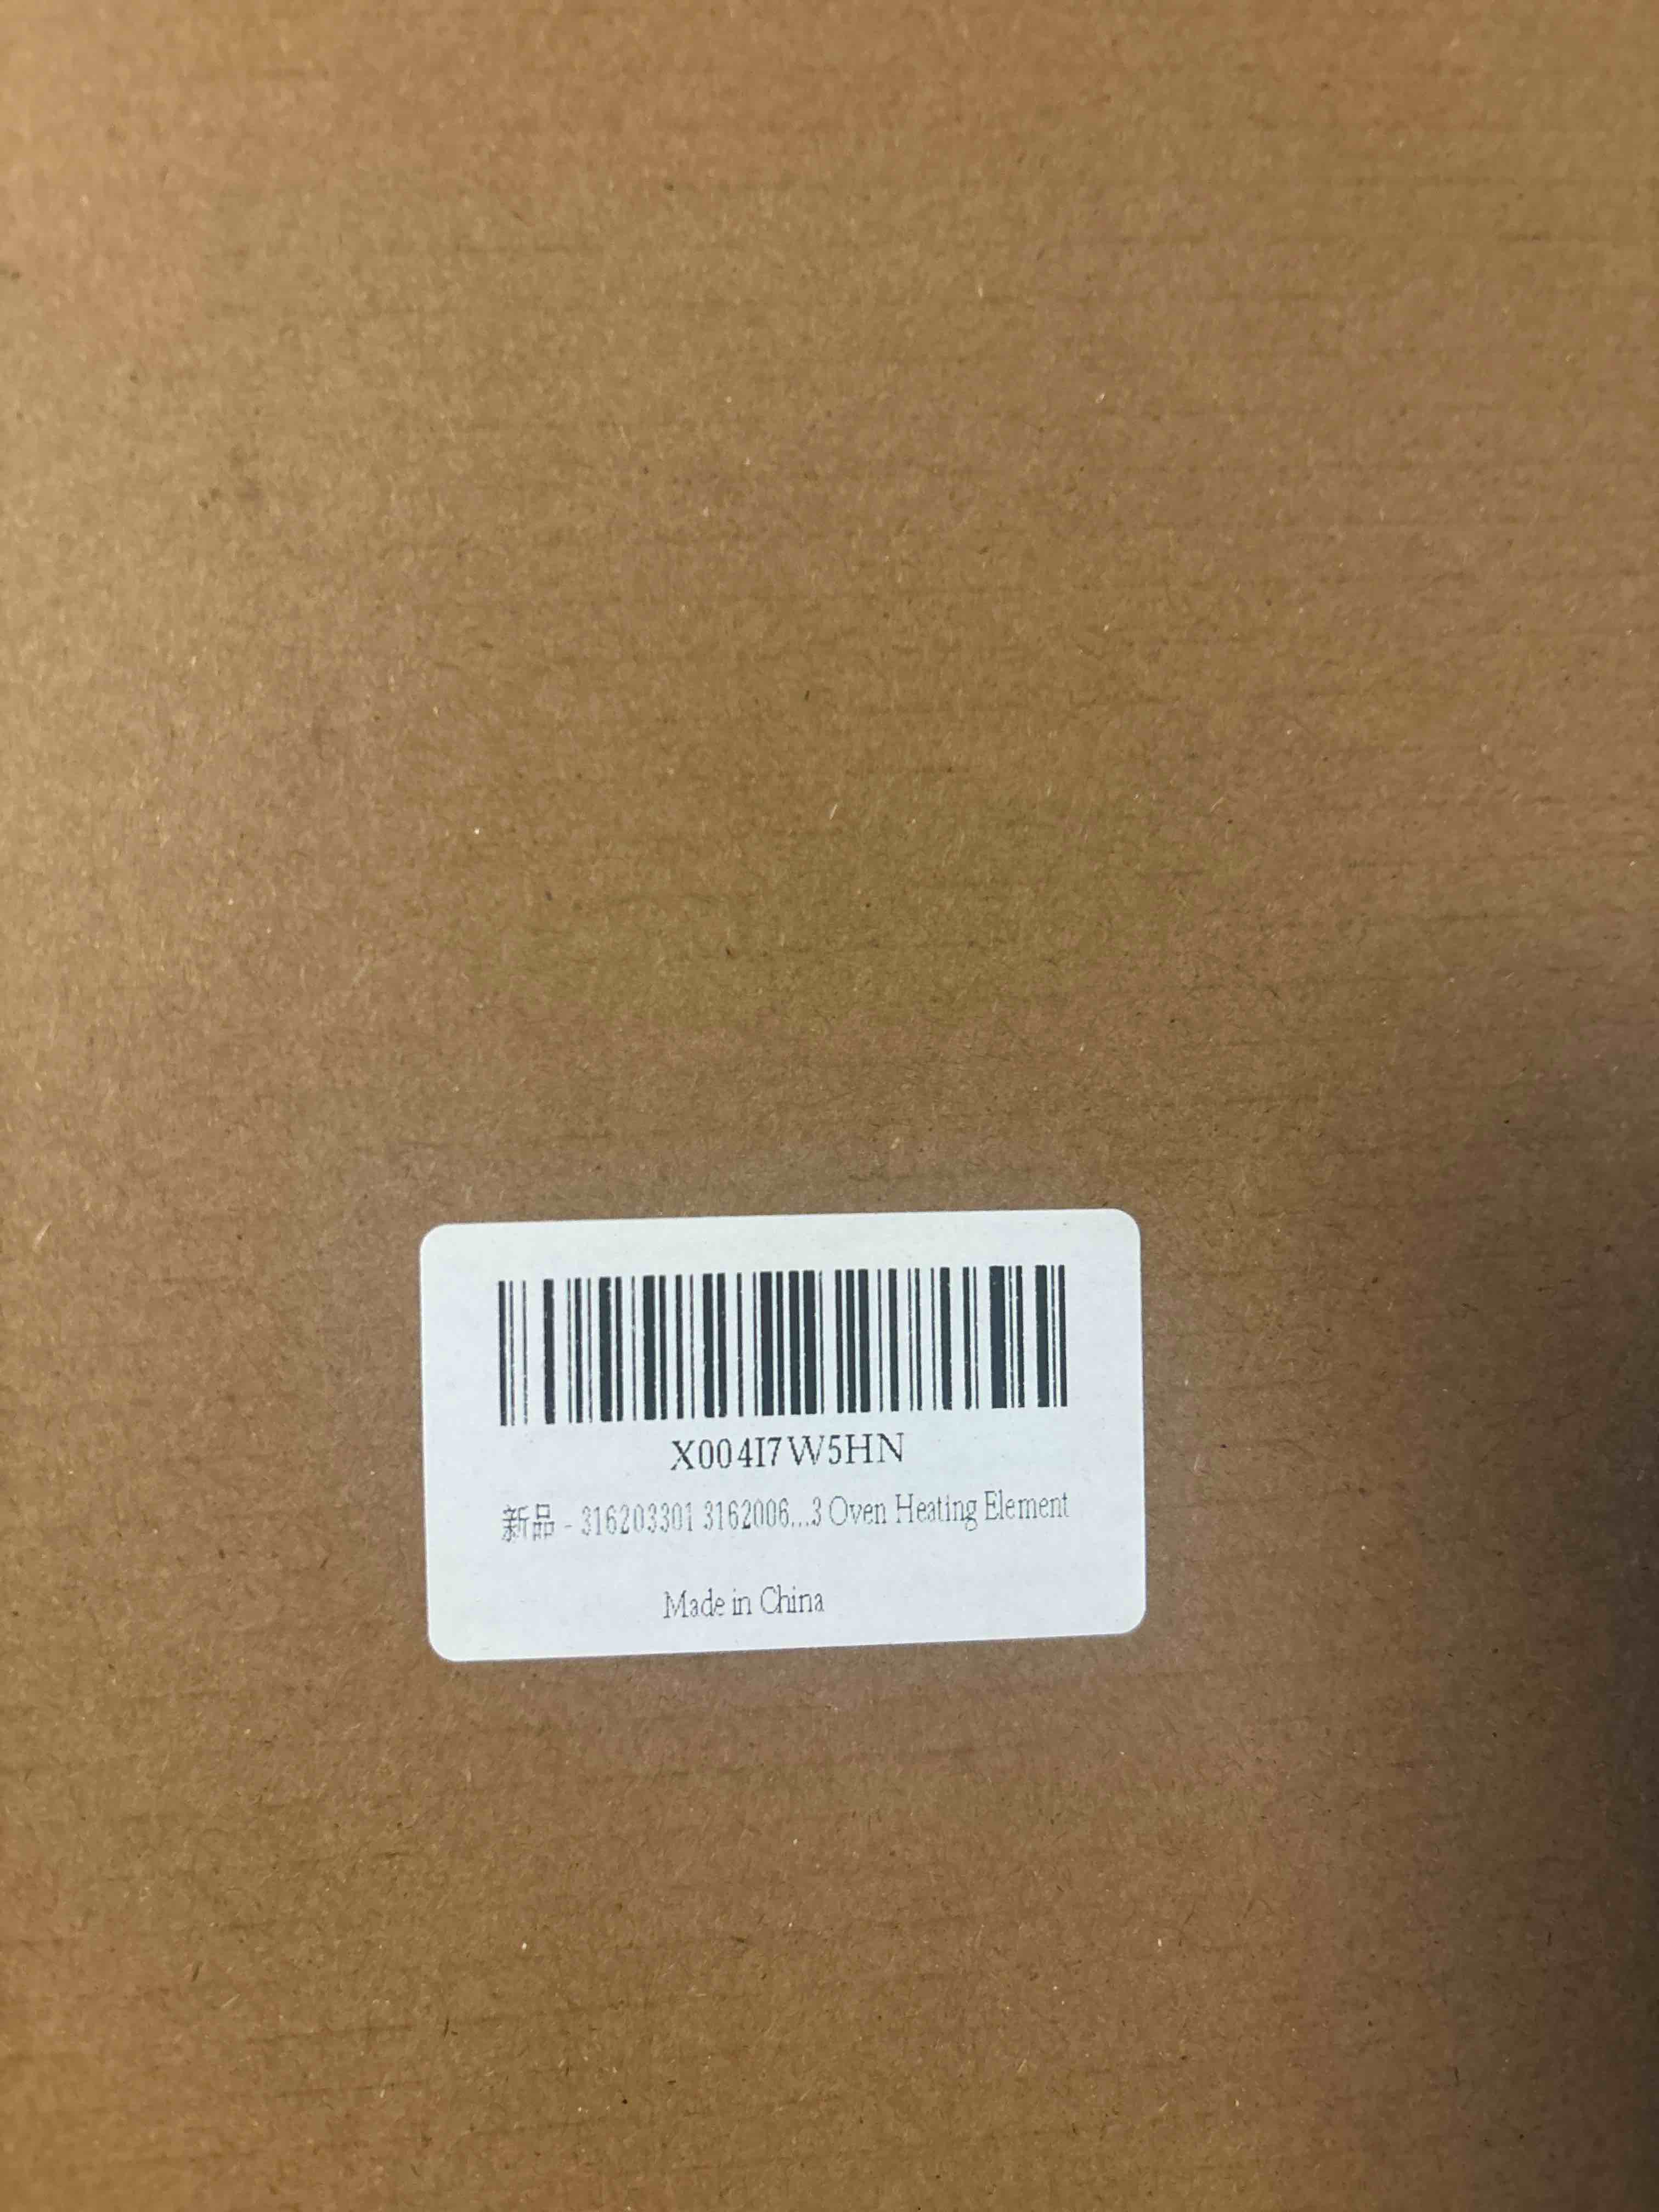 X004I7W5HN
新品 - 316203301 3162006...3 Oven Heating Element
Made in China